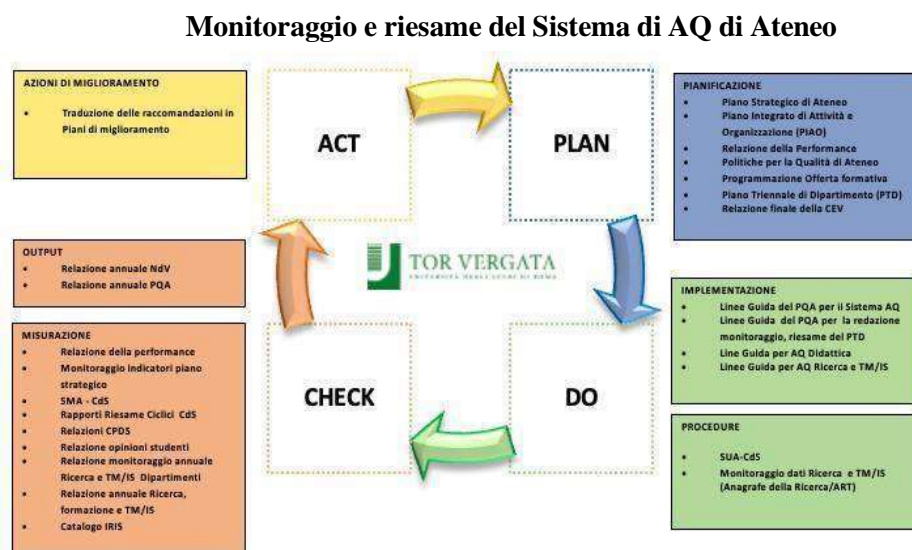 Monitoraggio e riesame del Sistema di AQ di Ateneo
AZIONI DI MIGLIORAMENTO
• Traduzione delle raccomandazioni in
Piani di miglioramento
ACT
PLAN
PIANIFICAZIONE
• Piano Strategico di Ateneo
• Piano Integrato di Attività e
Organizzazione (PIAO)
• Relazione della Performance
• Politiche per la Qualità di Ateneo
• Programmazione Offerta formativa
• Piano Triennale di Dipartimento (PTD)
• Relazione finale della CEV
OUTPUT
• Relazione annuale NdV
• Relazione annuale PQA
TOR VERGATA
UNIVERSITÀ DEGLI STUDI DI ROMA
IMPLEMENTAZIONE
• Linee Guida del PQA per il Sistema AQ
• Linee Guida del PQA per la redazione
monitoraggio, riesame del PTD
• Line Guida per AQ Didattica
• Linee Guida per AQ Ricerca e TM/IS
MISURAZIONE
• Relazione della performance
• Monitoraggio indicatori piano
strategico
• SMA - CdS
• Rapporti Riesame Ciclici CdS
• Relazioni CPDS
• Relazione opinioni studenti
• Relazione monitoraggio annuale
Ricerca e TM/IS Dipartimenti
• Relazione annuale Ricerca,
formazione e TM/IS
• Catalogo IRIS
CHECK
DO
PROCEDURE
• SUA-CdS
• Monitoraggio dati Ricerca e TM/IS
(Anagrafe della Ricerca/ART)